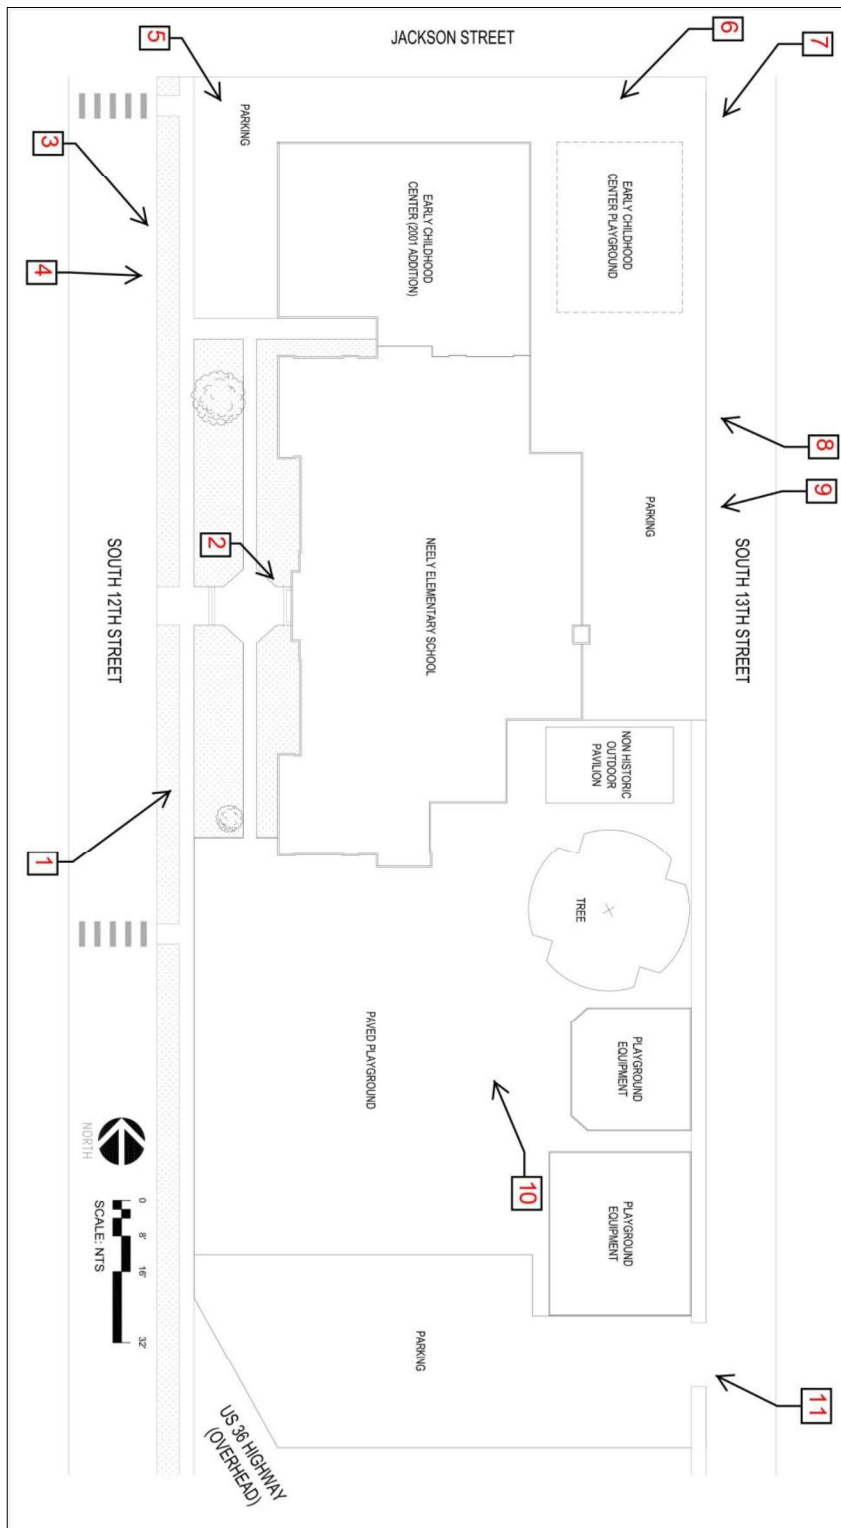 JACKSON STREET
5
6
7
PARKING
3
EARLY CHILDHOOD
CENTER (2001 ADDITION)
EARLY CHILDHOOD
CENTER PLAYGROUND
4
8
9
PARKING
2
SOUTH 12TH STREET
NEELY ELEMENTARY SCHOOL
SOUTH 13TH STREET
NON HISTORIC
OUTDOOR
PAVILION
1
TREE
PAVED PLAYGROUND
PLAYGROUND
EQUIPMENT
10
NORTH
PLAYGROUND
EQUIPMENT
0
8'
16'
32'
SCALE: NTS
PARKING
11
US 36 HIGHWAY
(OVERHEAD)